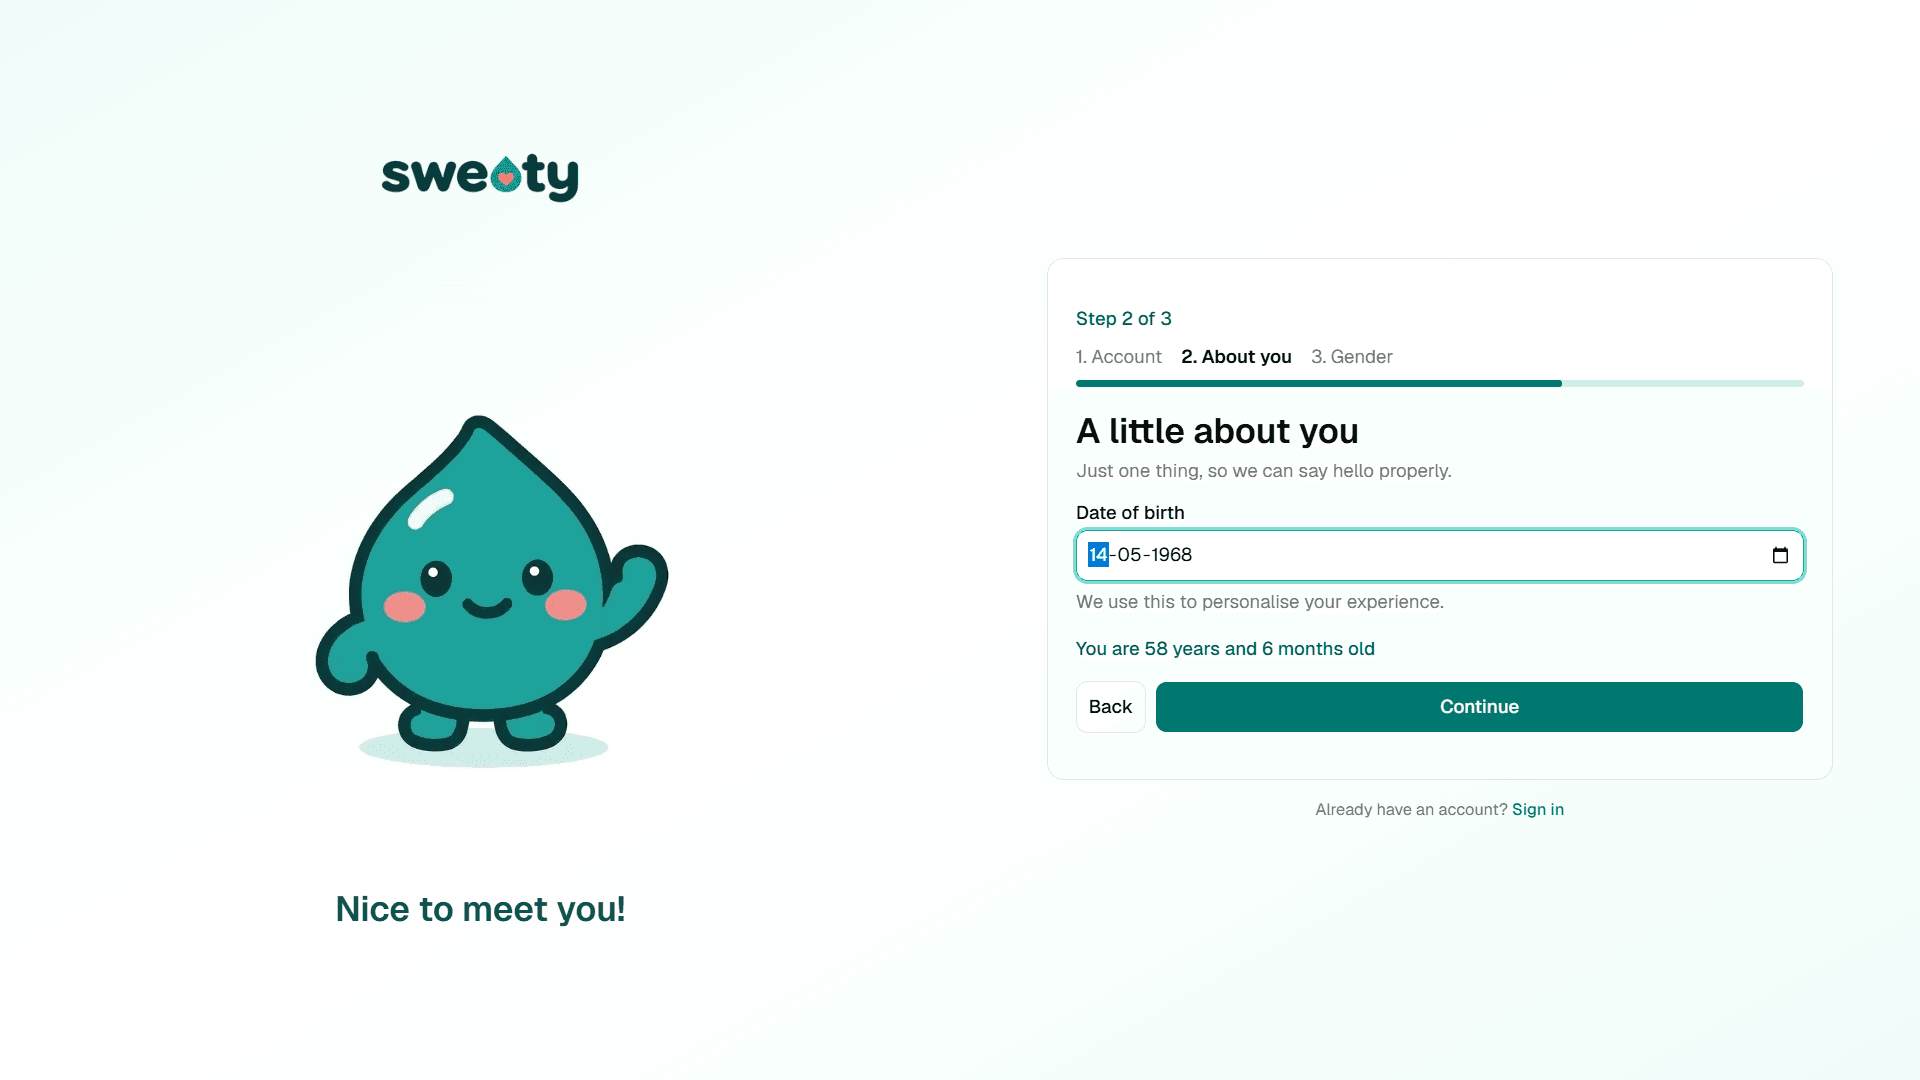 sweaty
Step 2 of 3
1. Account 2. About you 3. Gender
A little about you
Just one thing, so we can say hello properly.
Date of birth
14-05-1968
We use this to personalise your experience.
You are 58 years and 6 months old
Back Continue
Already have an account? Sign in
Nice to meet you!